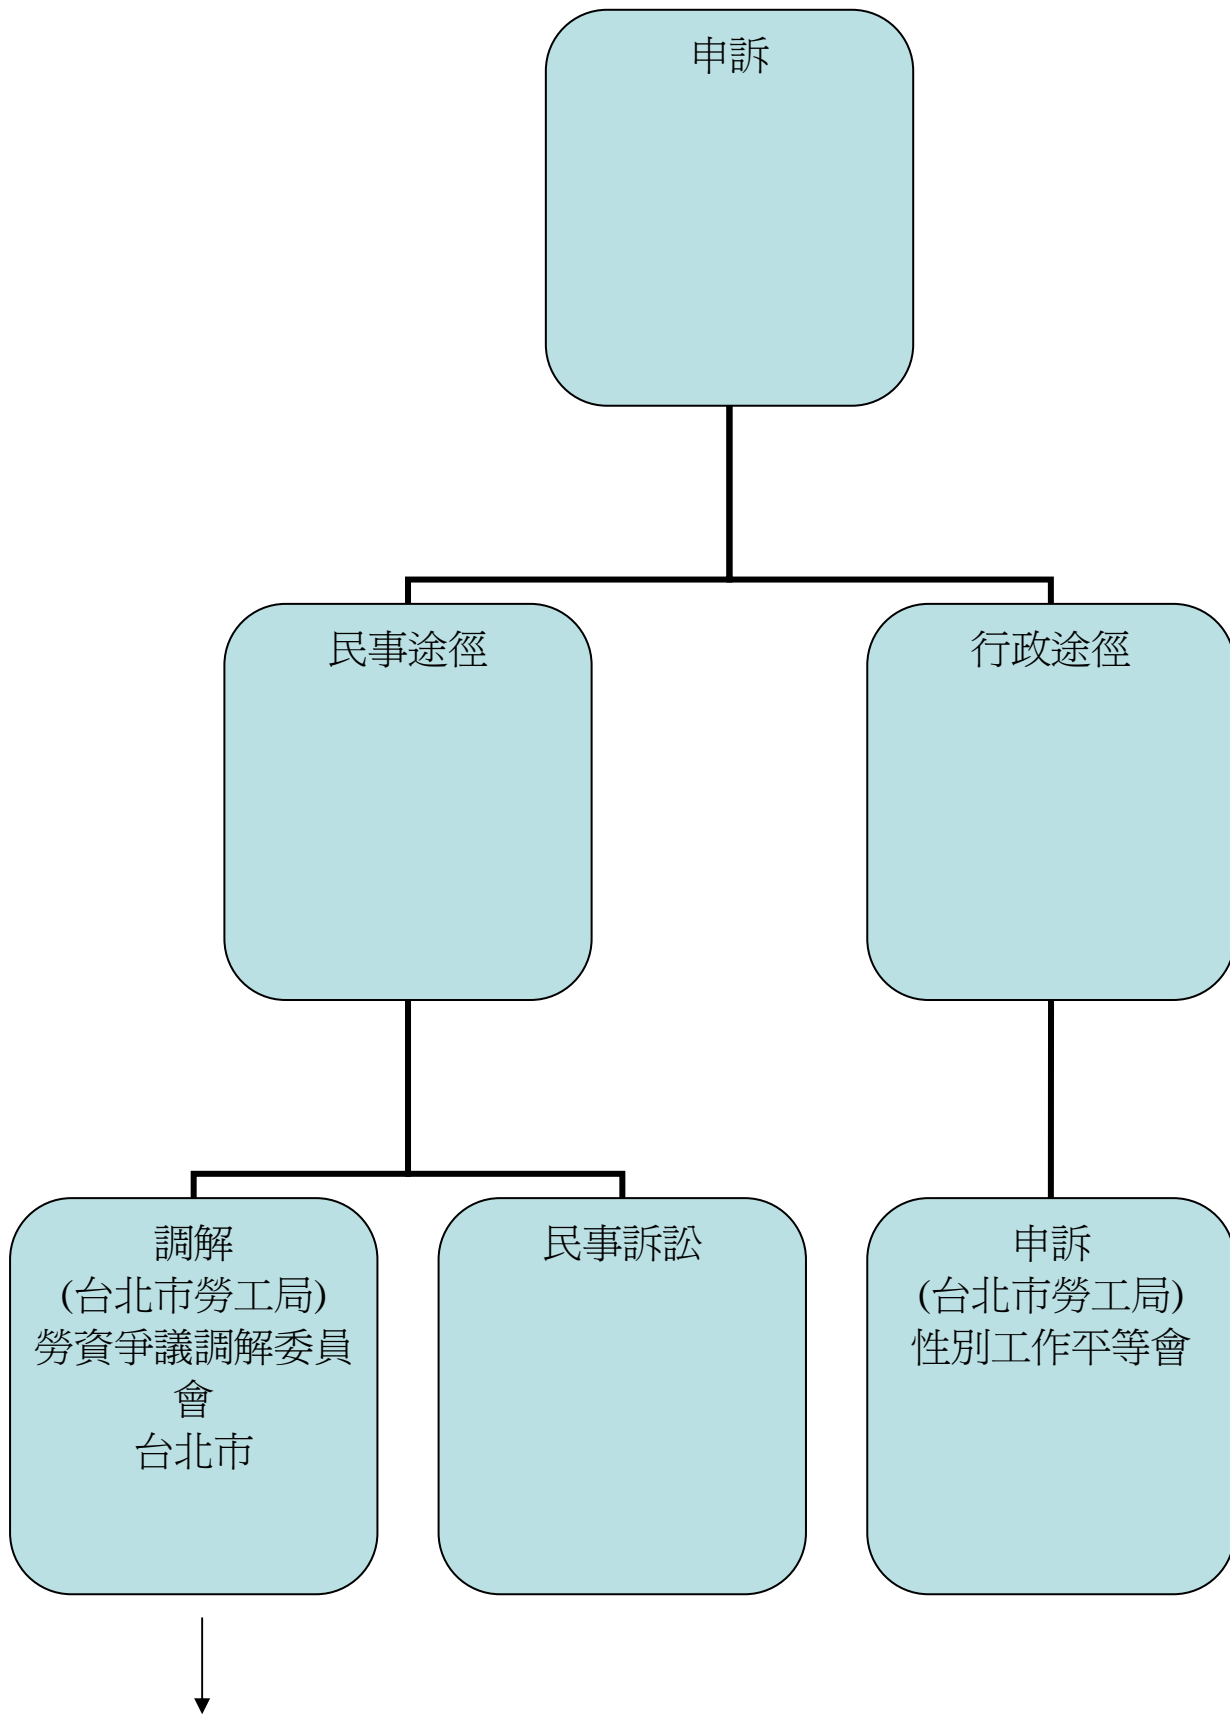 申訴
民事途徑
行政途徑
調解
(台北市勞工局)
勞資爭議調解委員
會
台北市
民事訴訟
申訴
(台北市勞工局)
性別工作平等會